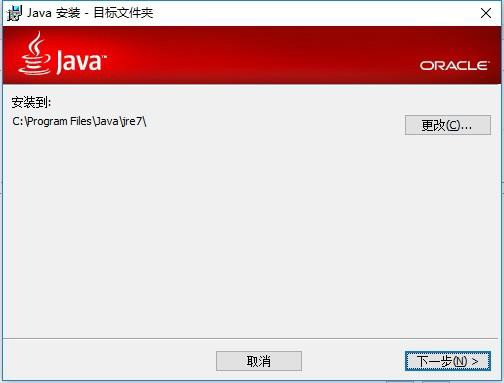 Java 安装 - 目标文件夹
Java™
ORACLE
安装到:
C:\Program Files\Java\jre7\
更改(C)...
取消
下一步(N) >